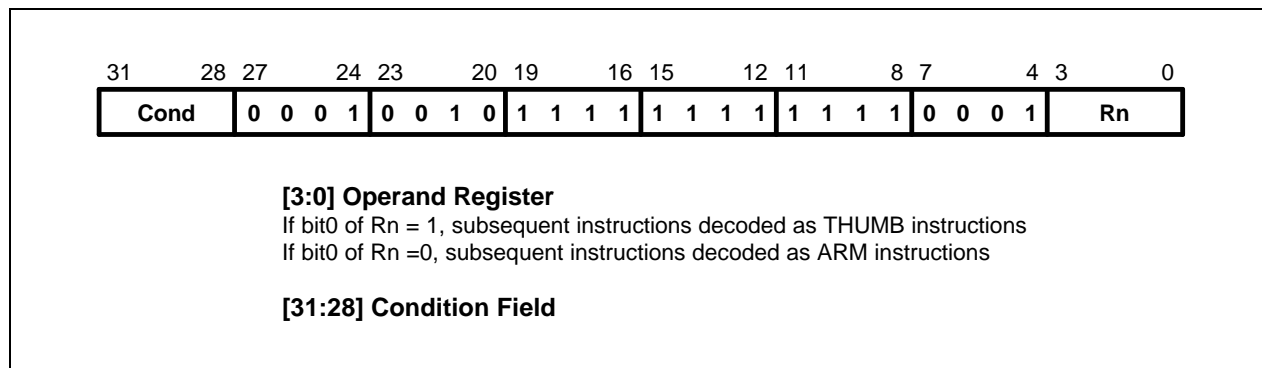 31 28 27 24 23 20 19 16 15 12 11 8 7 4 3 0
Cond 0 0 0 1 0 0 1 0 1 1 1 1 1 1 1 1 1 1 1 1 0 0 0 1 Rn
[3:0] Operand Register
If bit0 of Rn = 1, subsequent instructions decoded as THUMB instructions
If bit0 of Rn =0, subsequent instructions decoded as ARM instructions
[31:28] Condition Field